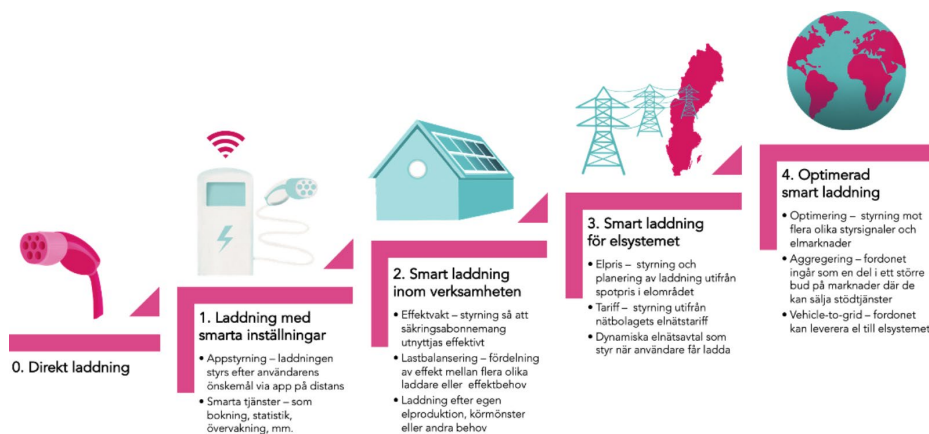 0. Direkt laddning
1. Laddning med
smarta inställningar
• Appstyrning – laddningen
styrs efter användarens
önskemål via app på distans
• Smarta tjänster – som
bokning, statistik,
övervakning, mm.
2. Smart laddning
inom verksamheten
• Effektvakt – styrning så att
säkringsabonnemang
utnyttjas effektivt
• Lastbalansering – fördelning
av effekt mellan flera olika
laddare eller effektbehov
• Laddning efter egen
elproduktion, körmönster
eller andra behov
3. Smart laddning
för elsystemet
• Elpris – styrning och
planering av laddning utifrån
spotpris i elområdet
• Tariff – styrning utifrån
nätbolagets elnätstariff
• Dynamiska elnätsavtal som
styr när användare får ladda
4. Optimerad
smart laddning
• Optimering – styrning mot
flera olika styrsignaler och
elmarknader
• Aggregering – fordonet
ingår som en del i ett större
bud på marknader där de
kan sälja stödtjänster
• Vehicle-to-grid – fordonet
kan leverera el till elsystemet